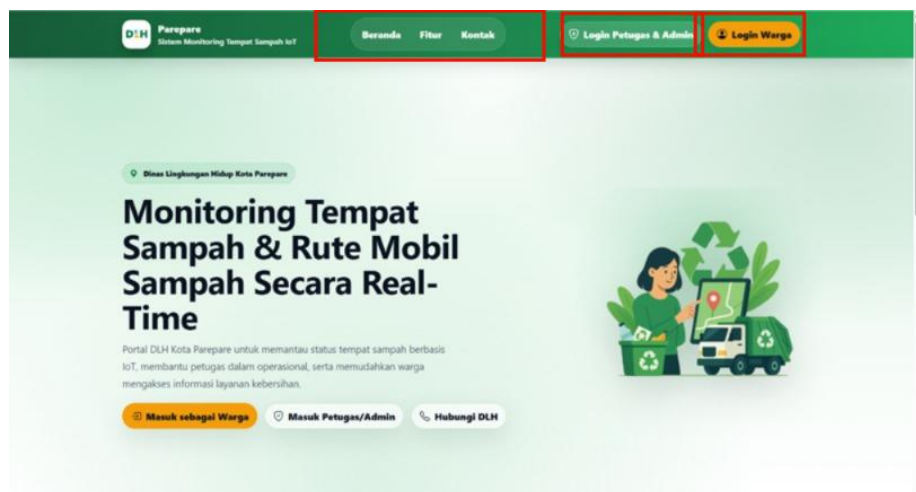 DLH
Parepare
Sistem Monitoring Tempat Sampah IoT
Beranda Fitur Kontak
Login Petugas & Admin
Login Warga
Dinas Lingkungan Hidup Kota Parepare
Monitoring Tempat
Sampah & Rute Mobil
Sampah Secara Real-
Time
Portal DLH Kota Parepare untuk memantau status tempat sampah berbasis
IoT, membantu petugas dalam operasional, serta memudahkan warga
mengakses informasi layanan kebersihan.
Masuk sebagai Warga
Masuk Petugas/Admin
Hubungi DLH